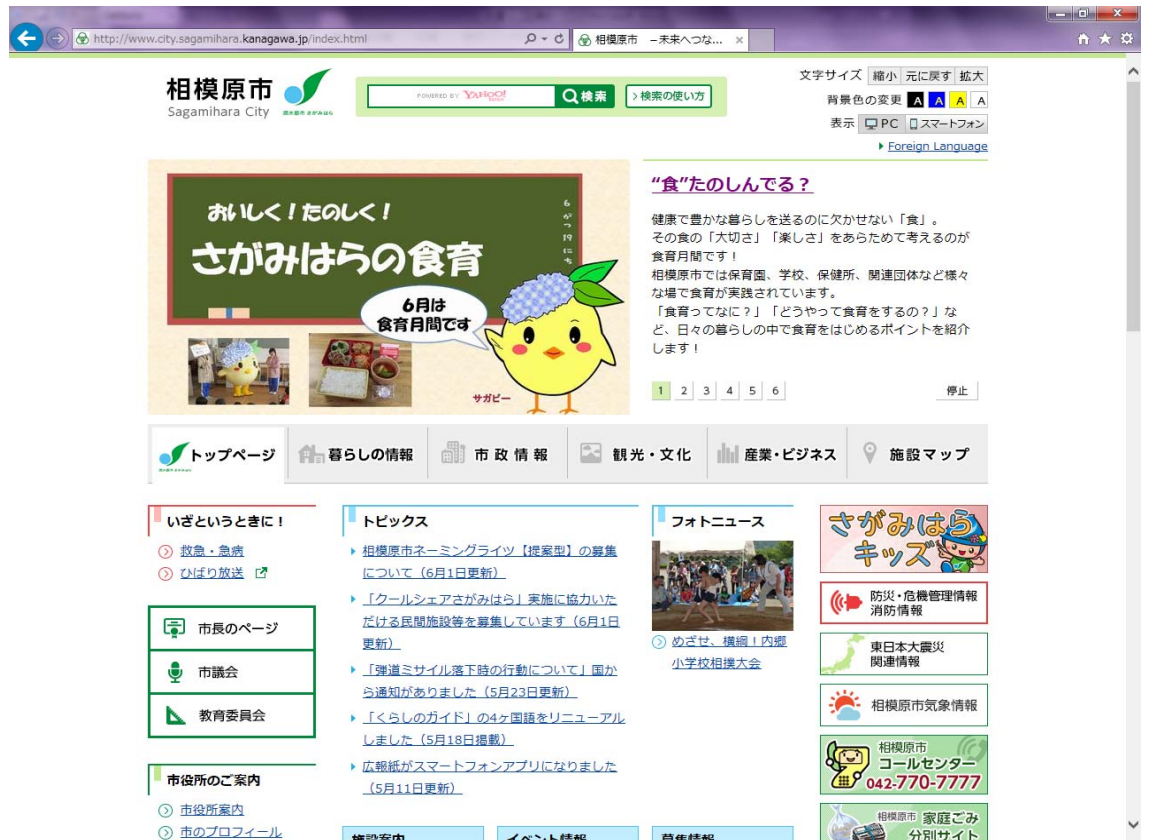 http://www.city.sagamihara.kanagawa.jp/index.html
相模原市 －未来へつな...
相模原市
Sagamihara City
POWERED BY YAHOO!
検索
検索の使い方
文字サイズ 縮小 元に戻す 拡大
背景色の変更 A A A A
表示 PC スマートフォン
Foreign Language
おいしく！たのしく！
さがみはらの食育
6がつ19にち
6月は
食育月間です
サガピー
“食”たのしんでる？
健康で豊かな暮らしを送るのに欠かせない「食」。
その食の「大切さ」「楽しさ」をあらためて考えるのが
食育月間です！
相模原市では保育園、学校、保健所、関連団体など様々
な場で食育が実践されています。
「食育ってなに？」「どうやって食育をするの？」な
ど、日々の暮らしの中で食育をはじめるポイントを紹介
します！
1 2 3 4 5 6 停止
トップページ 暮らしの情報 市政情報 観光・文化 産業・ビジネス 施設マップ
いざというときに！
救急・急病
ひばり放送
市長のページ
市議会
教育委員会
市役所のご案内
市役所案内
市のプロフィール
トピックス
相模原市ネーミングライツ【提案型】の募集
について（6月1日更新）
「クールシェアさがみはら」実施に協力いた
だける民間施設等を募集しています（6月1日
更新）
「弾道ミサイル落下時の行動について」国か
ら通知がありました（5月23日更新）
「くらしのガイド」の4ヶ国語をリニューアル
しました（5月18日掲載）
広報紙がスマートフォンアプリになりました
（5月11日更新）
施設案内 イベント情報 募集情報
フォトニュース
めざせ、横綱！内郷
小学校相撲大会
さがみはら
キッズ
防災・危機管理情報
消防情報
東日本大震災
関連情報
相模原市気象情報
相模原市
コールセンター
042-770-7777
相模原市 家庭ごみ
分別サイト